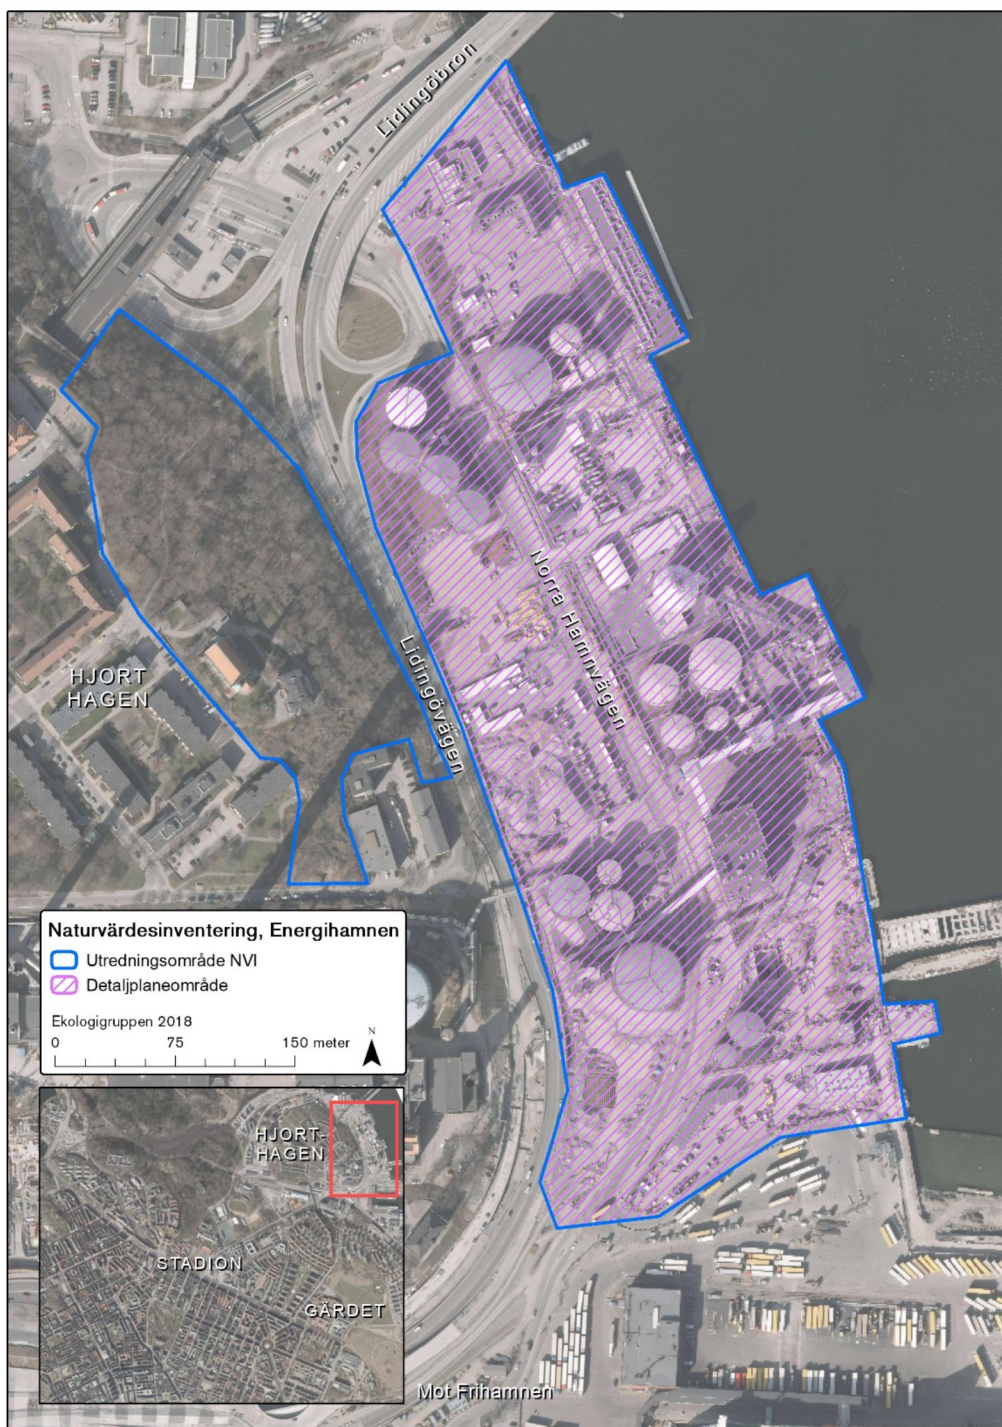 Lidingöbron
Norra Hamnvägen
Lidingövägen
HJORT
HAGEN
Naturvärdesinventering, Energihamnen
Utredningsområde NVI
Detaljplaneområde
Ekologigruppen 2018
0 75 150 meter
N
HJORT-
HAGEN
STADION
GÄRDET
Mot Frihamnen